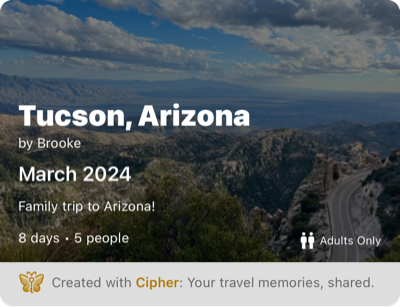 Tucson, Arizona
by Brooke
March 2024
Family trip to Arizona!
8 days • 5 people
Adults Only
Created with Cipher: Your travel memories, shared.